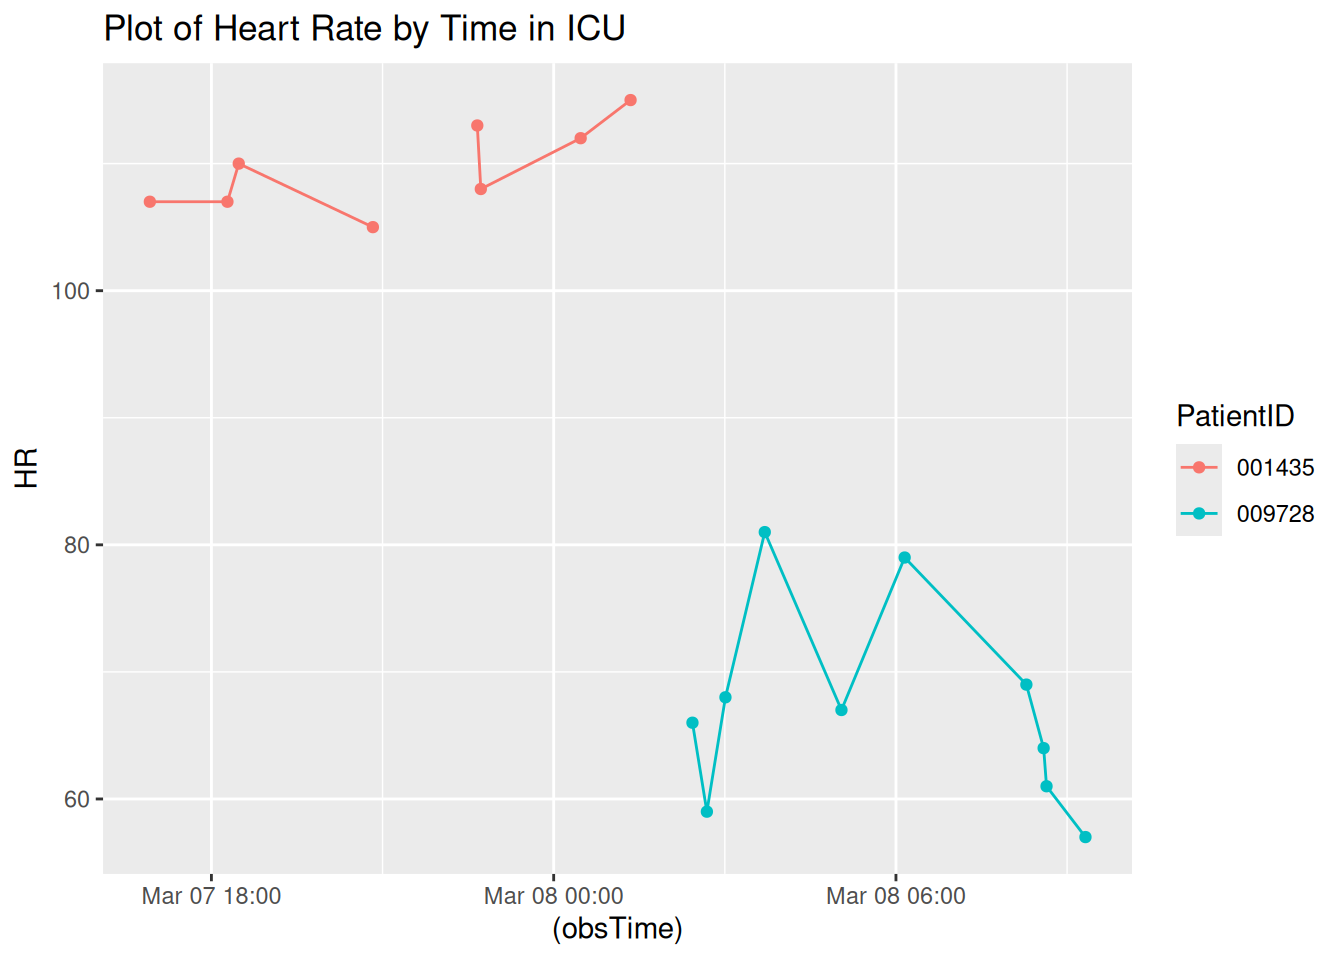 Plot of Heart Rate by Time in ICU
100
80
60
HR
Mar 07 18:00
Mar 08 00:00
Mar 08 06:00
(obsTime)
PatientID
001435
009728